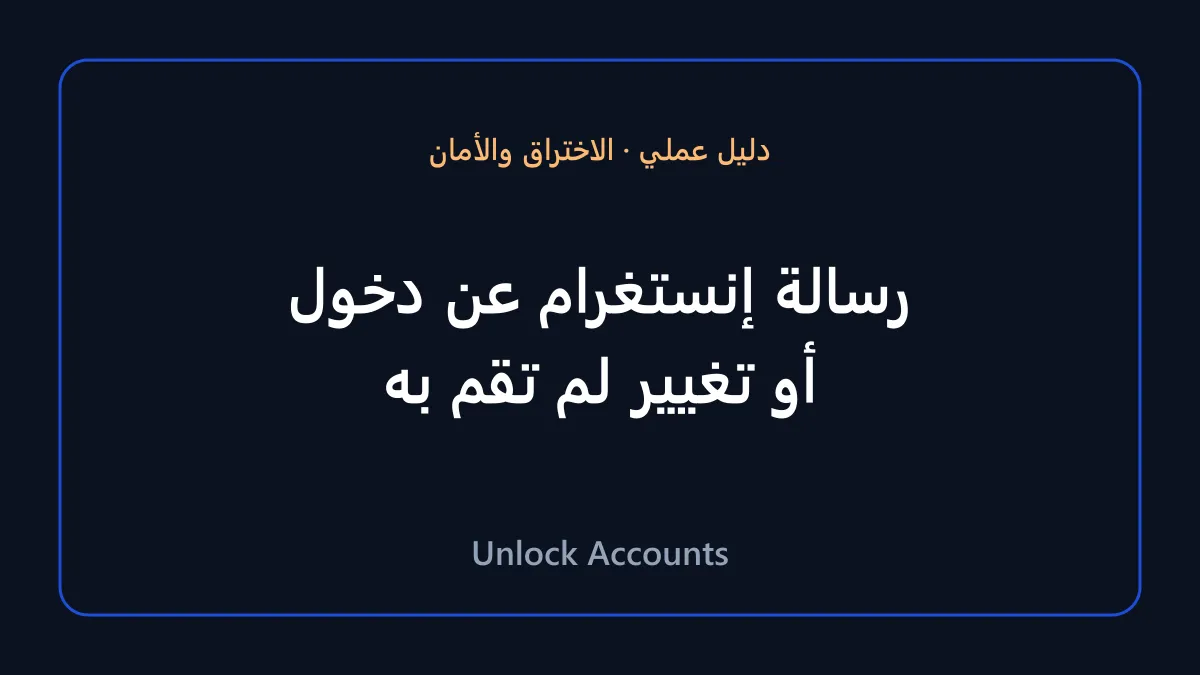 دليل عملي · الاختراق والأمان
رسالة إنستغرام عن دخول
أو تغيير لم تقم به
Unlock Accounts